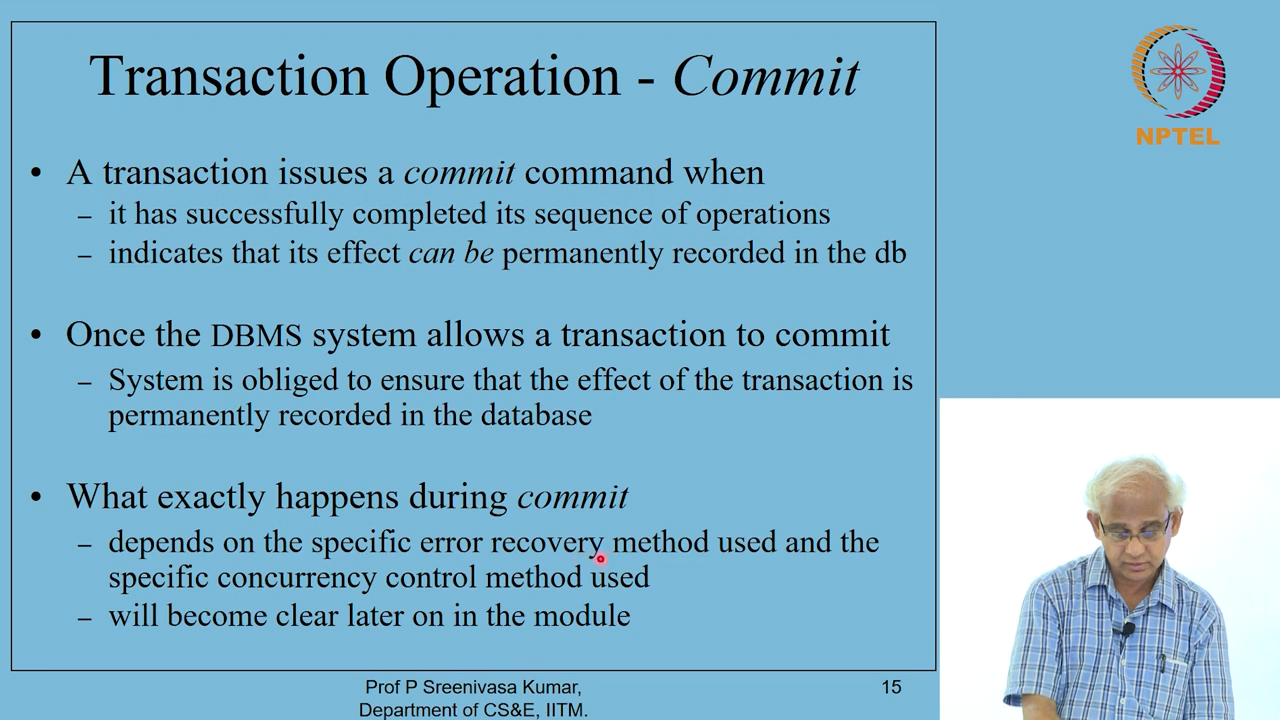 Transaction Operation - Commit
NPTEL
• A transaction issues a commit command when
– it has successfully completed its sequence of operations
– indicates that its effect can be permanently recorded in the db
• Once the DBMS system allows a transaction to commit
– System is obliged to ensure that the effect of the transaction is
permanently recorded in the database
• What exactly happens during commit
– depends on the specific error recovery method used and the
specific concurrency control method used
– will become clear later on in the module
Prof P Sreenivasa Kumar,
Department of CS&E, IITM.
15